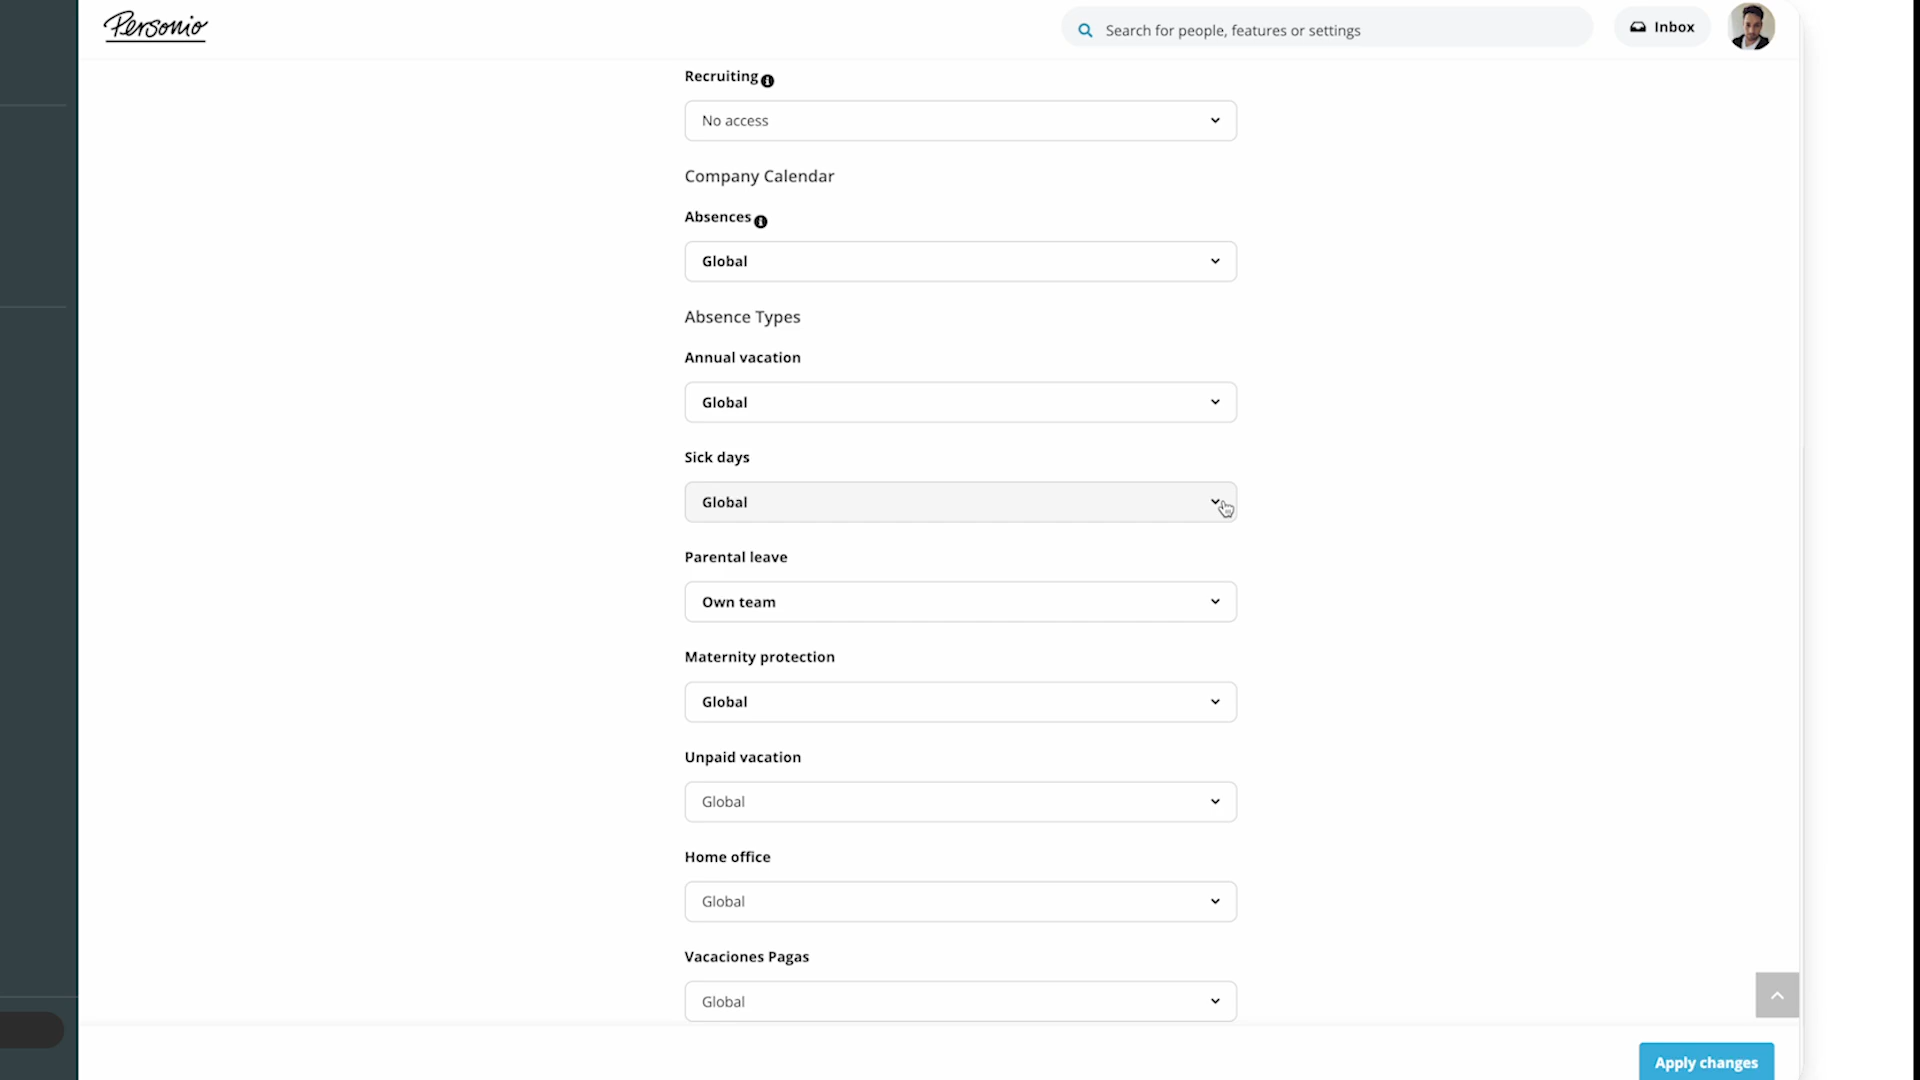 Personio
Search for people, features or settings
Inbox
Recruiting
No access
Company Calendar
Absences
Global
Absence Types
Annual vacation
Global
Sick days
Global
Parental leave
Own team
Maternity protection
Global
Unpaid vacation
Global
Home office
Global
Vacaciones Pagas
Global
Apply changes